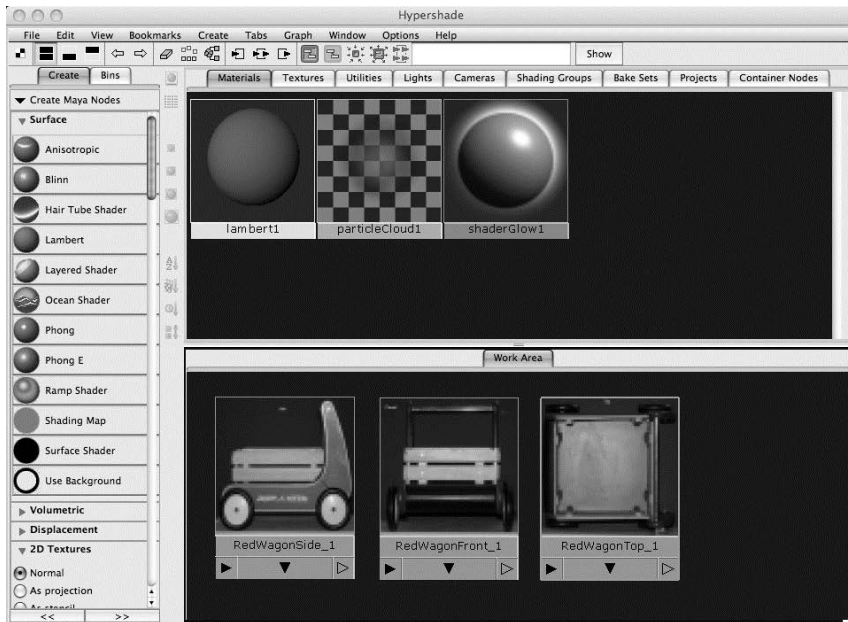 Hypershade
File Edit View Bookmarks Create Tabs Graph Window Options Help
Show
Create Bins
Materials Textures Utilities Lights Cameras Shading Groups Bake Sets Projects Container Nodes
Create Maya Nodes
Surface
Anisotropic
Blinn
Hair Tube Shader
Lambert
Layered Shader
Ocean Shader
Phong
Phong E
Ramp Shader
Shading Map
Surface Shader
Use Background
Volumetric
Displacement
2D Textures
Normal
As projection
As stencil
<< >>
lambert1 particleCloud1 shaderGlow1
Work Area
RedWagonSide_1 RedWagonFront_1 RedWagonTop_1